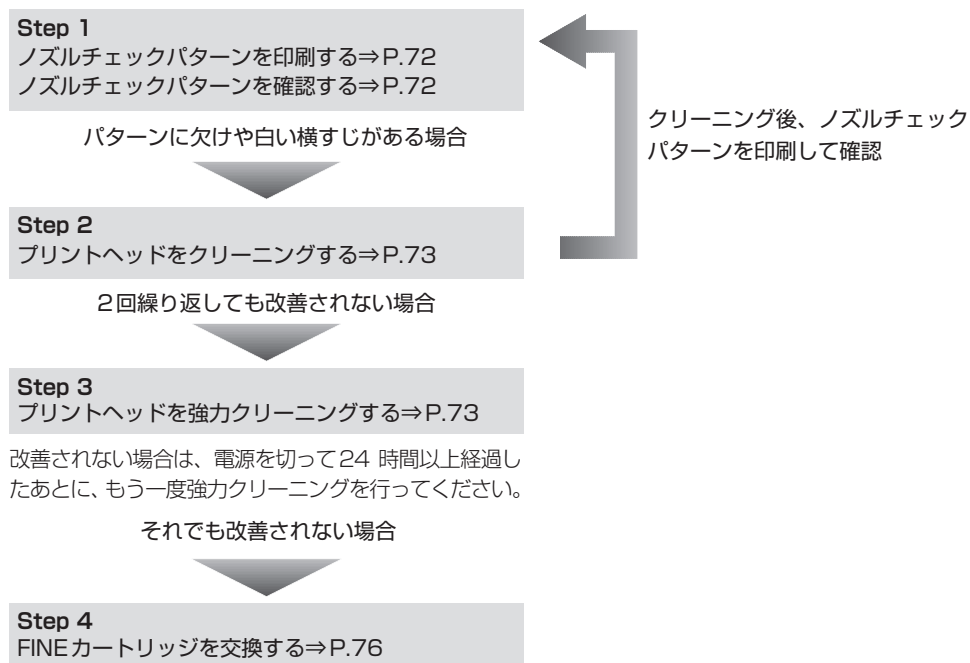 Step 1
ノズルチェックパターンを印刷する⇒P.72
ノズルチェックパターンを確認する⇒P.72
パターンに欠けや白い横すじがある場合
クリーニング後、ノズルチェック
パターンを印刷して確認
Step 2
プリントヘッドをクリーニングする⇒P.73
2回繰り返しても改善されない場合
Step 3
プリントヘッドを強力クリーニングする⇒P.73
改善されない場合は、電源を切って24 時間以上経過し
たあとに、もう一度強力クリーニングを行ってください。
それでも改善されない場合
Step 4
FINEカートリッジを交換する⇒P.76